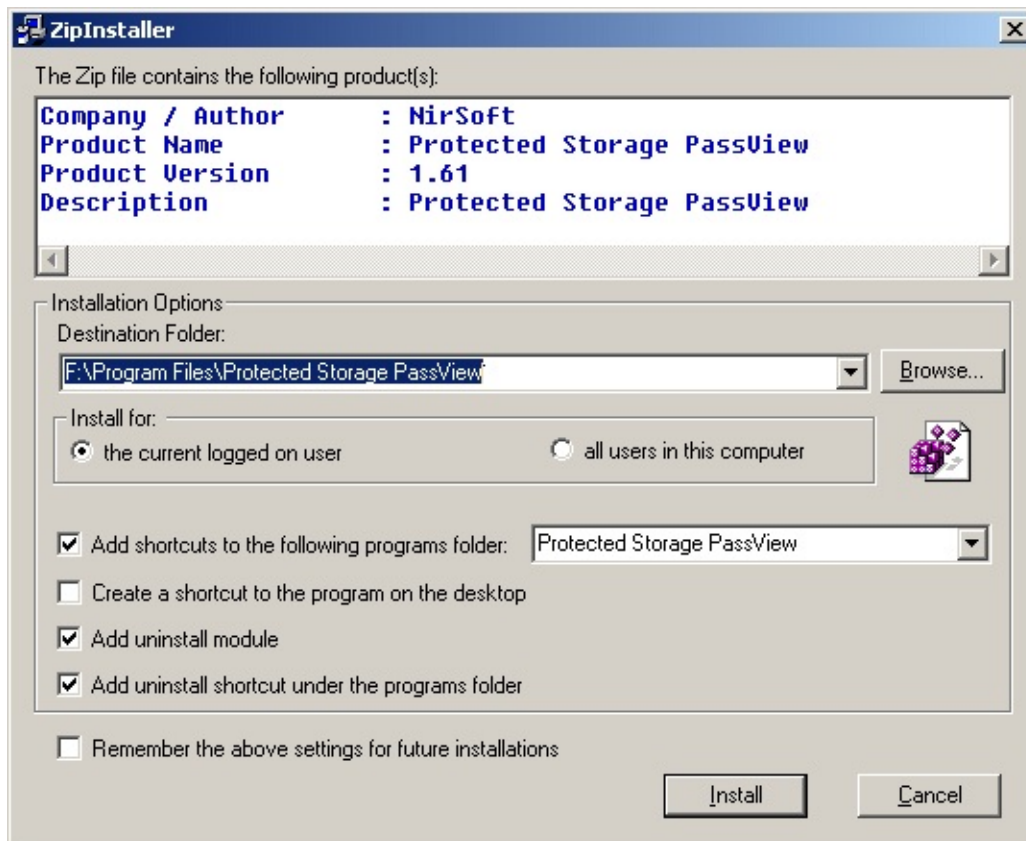 ZipInstaller
The Zip file contains the following product(s):
Company / Author : NirSoft
Product Name : Protected Storage PassView
Product Version : 1.61
Description : Protected Storage PassView
Installation Options
Destination Folder:
F:\Program Files\Protected Storage PassView
Browse...
Install for:
the current logged on user
all users in this computer
Add shortcuts to the following programs folder: Protected Storage PassView
Create a shortcut to the program on the desktop
Add uninstall module
Add uninstall shortcut under the programs folder
Remember the above settings for future installations
Install
Cancel